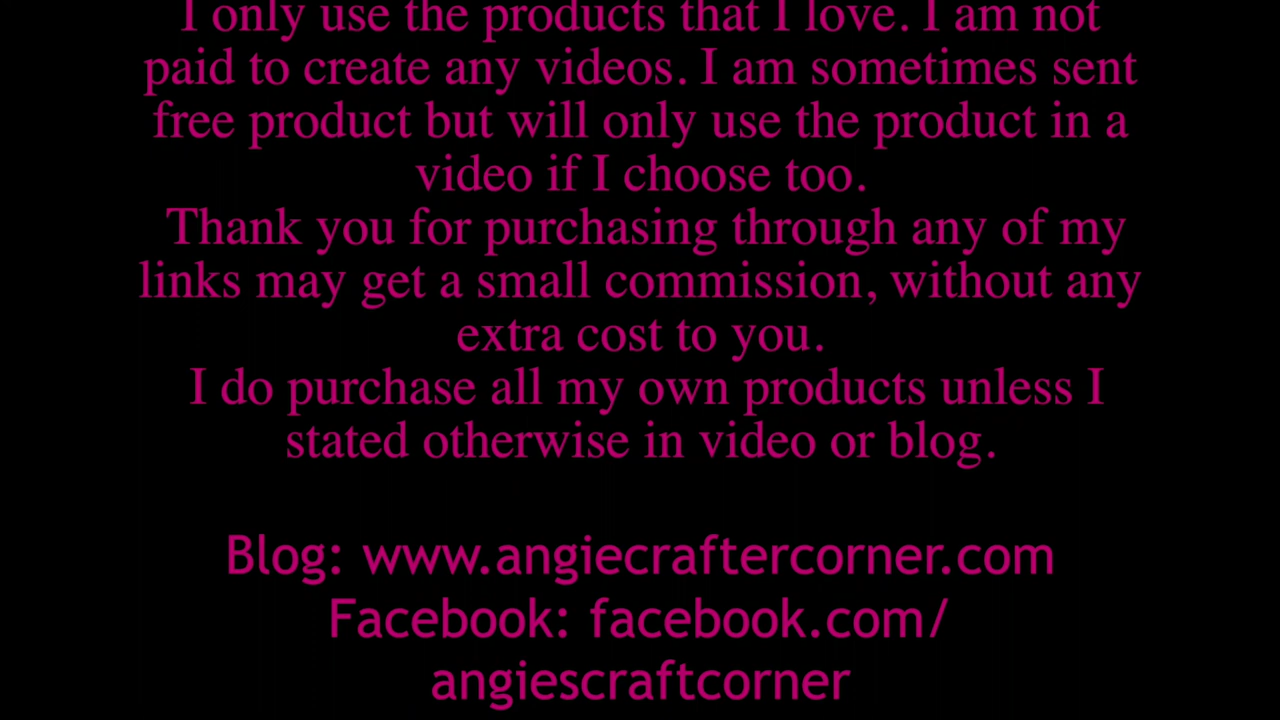 I only use the products that I love. I am not
paid to create any videos. I am sometimes sent
free product but will only use the product in a
video if I choose too.
Thank you for purchasing through any of my
links may get a small commission, without any
extra cost to you.
I do purchase all my own products unless I
stated otherwise in video or blog.
Blog: www.angiecraftercorner.com
Facebook: facebook.com/
angiescraftcorner